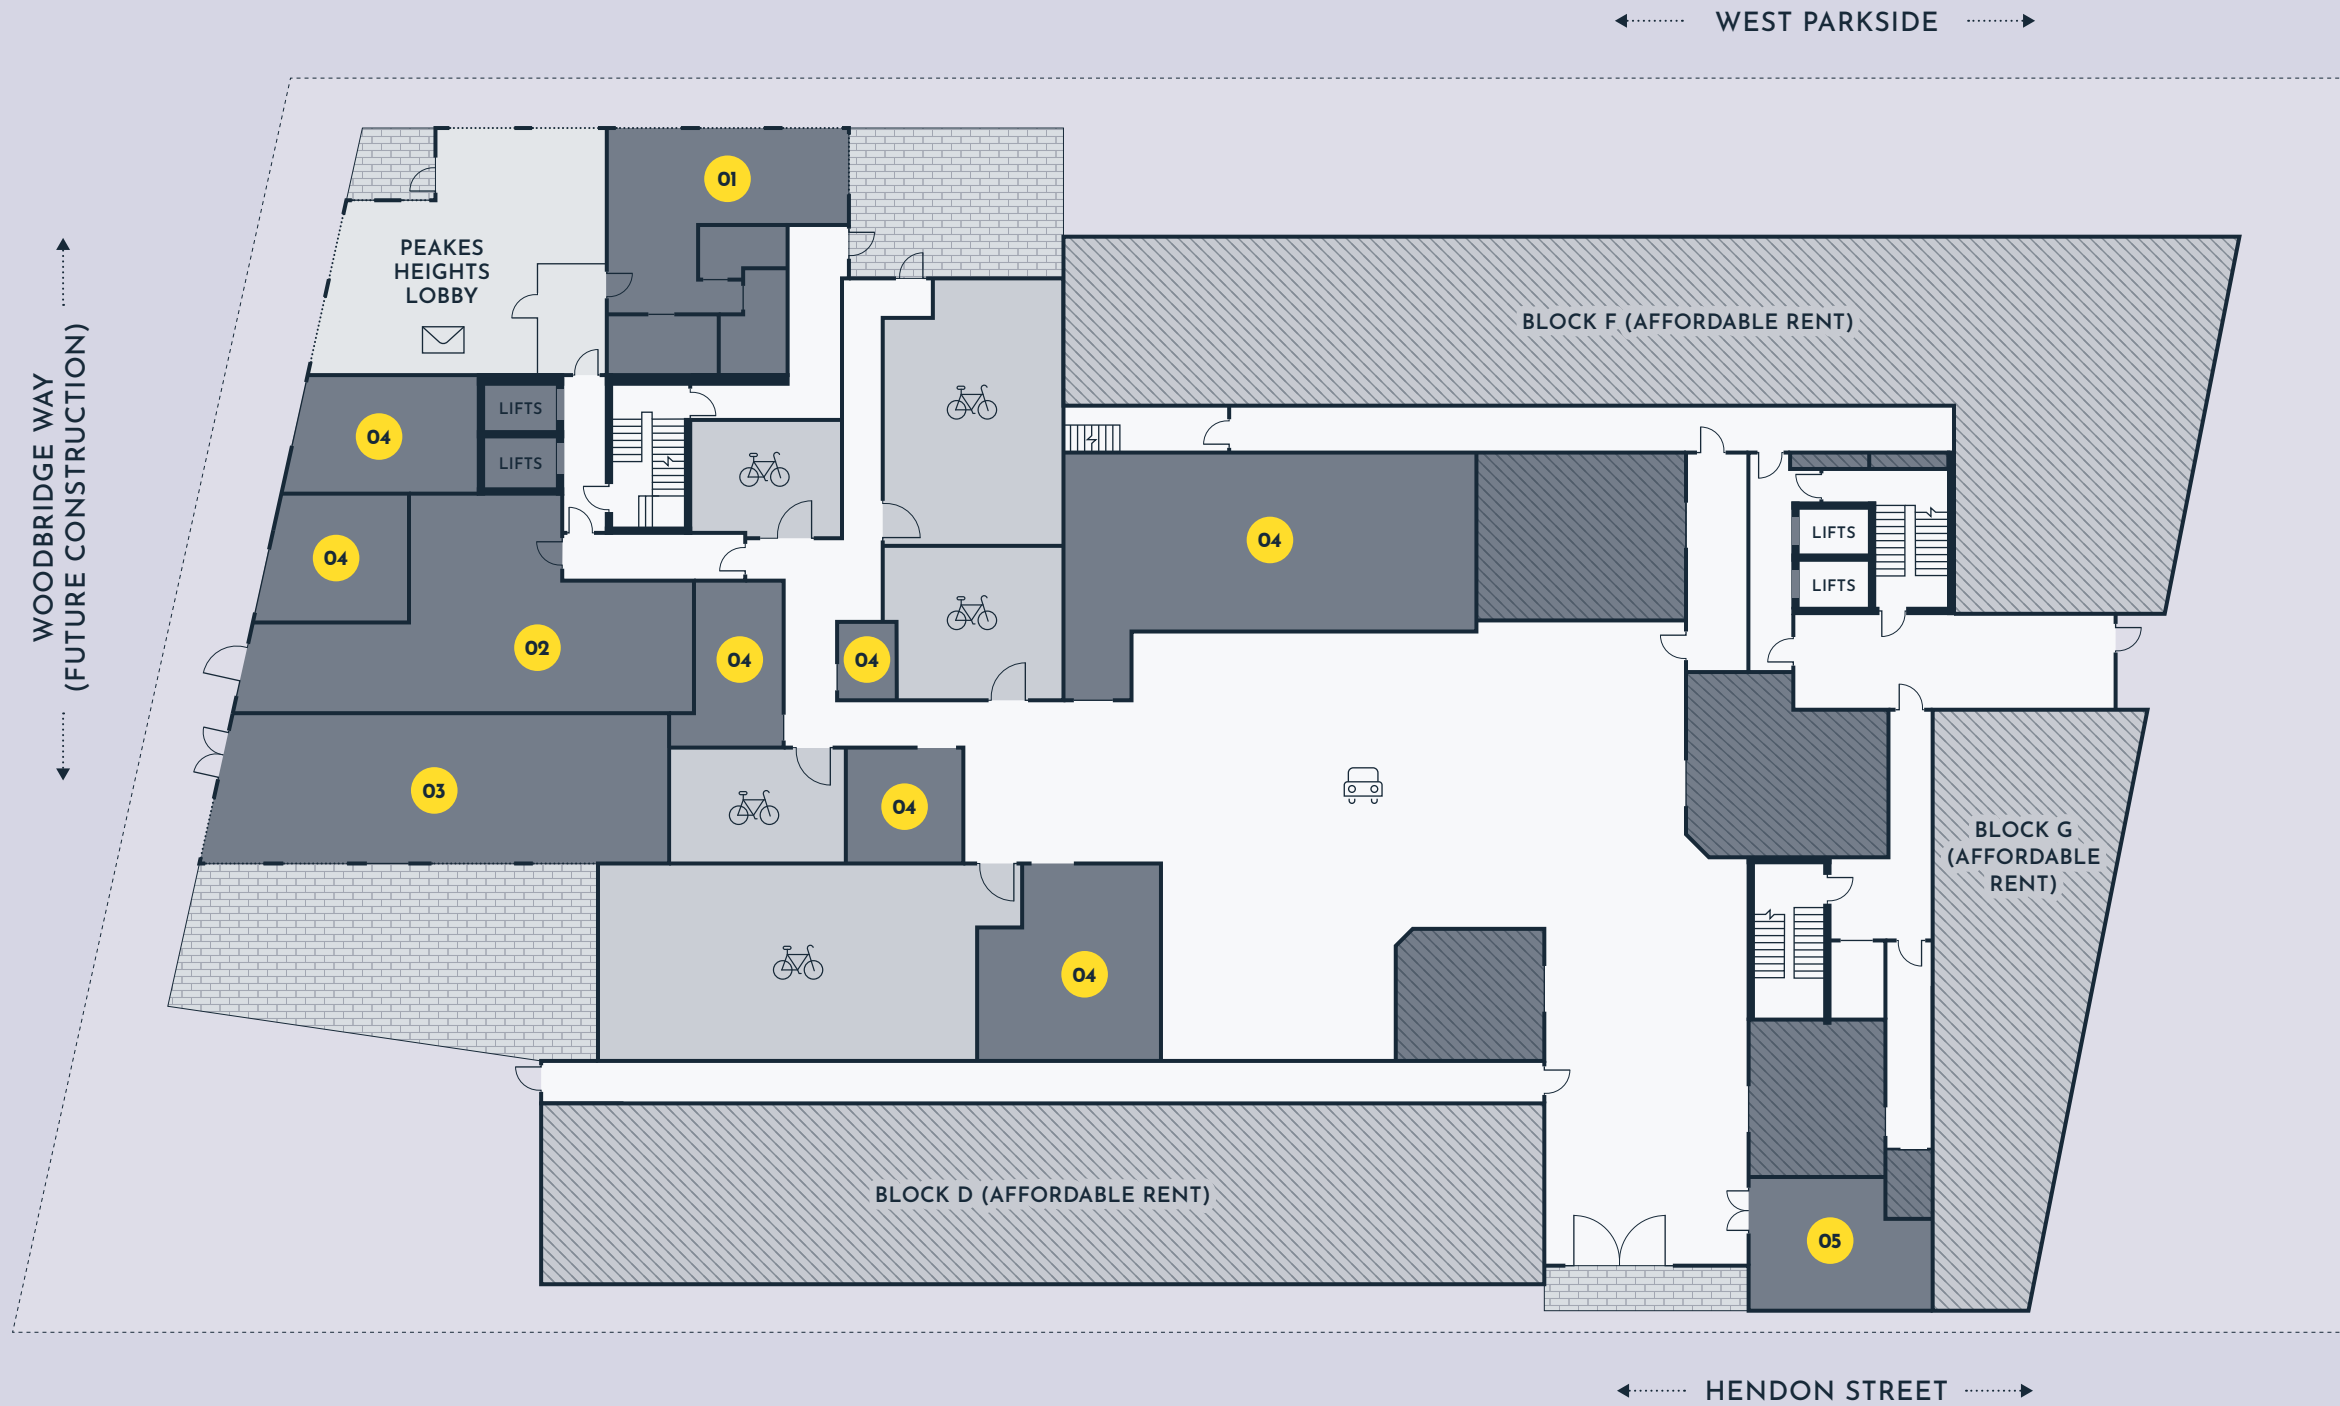 WEST PARKSIDE
01
PEAKES
HEIGHTS
LOBBY
BLOCK F (AFFORDABLE RENT)
WOODBRIDGE WAY
(FUTURE CONSTRUCTION)
LIFTS
04
LIFTS
04
04
LIFTS
LIFTS
02
04
04
03
04
BLOCK G
(AFFORDABLE
RENT)
04
BLOCK D (AFFORDABLE RENT)
05
HENDON STREET